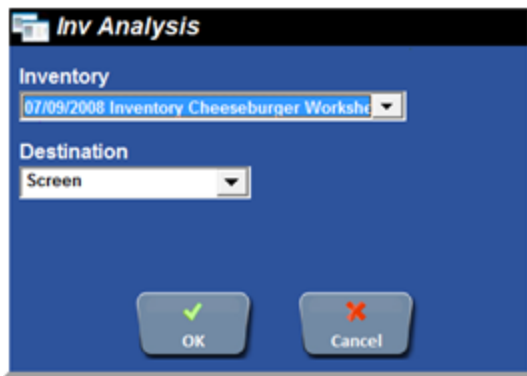 Inv Analysis
Inventory
07/09/2008 Inventory Cheeseburger Workshe
Destination
Screen
OK
Cancel